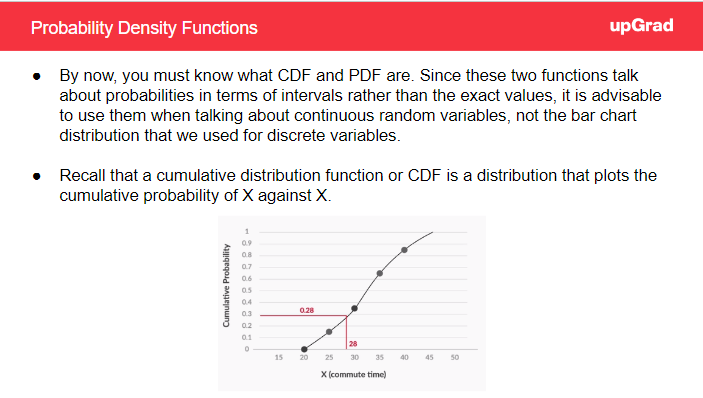 Probability Density Functions
upGrad
● By now, you must know what CDF and PDF are. Since these two functions talk
about probabilities in terms of intervals rather than the exact values, it is advisable
to use them when talking about continuous random variables, not the bar chart
distribution that we used for discrete variables.
● Recall that a cumulative distribution function or CDF is a distribution that plots the
cumulative probability of X against X.
Cumulative Probability
1
0.9
0.8
0.7
0.6
0.5
0.4
0.3
0.2
0.1
0
0.28
28
15 20 25 30 35 40 45 50
X (commute time)